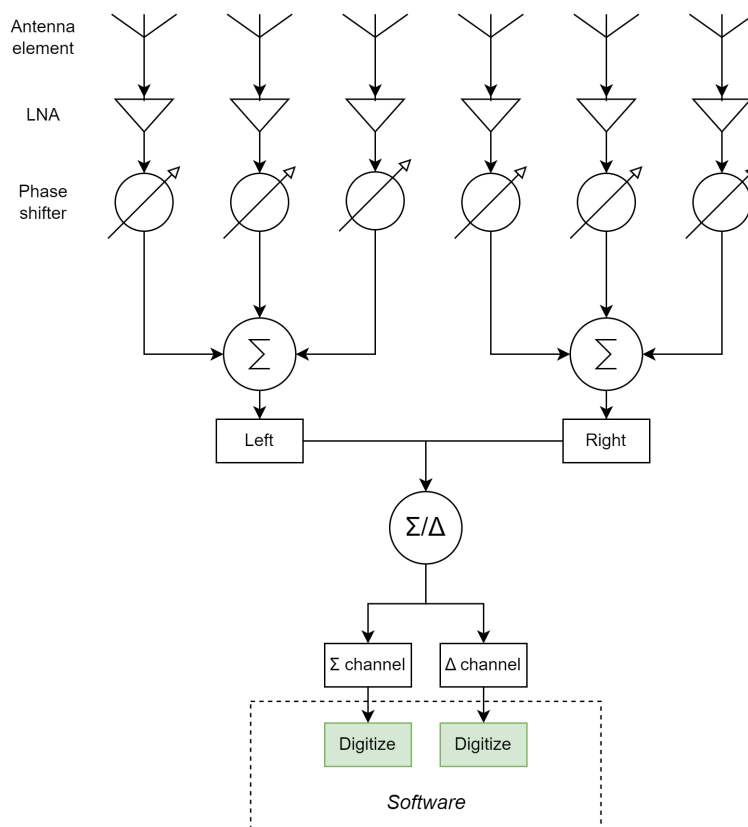 Antenna
element
LNA
Phase
shifter
Σ
Σ
Left
Right
Σ/Δ
Σ channel
Δ channel
Digitize
Digitize
Software